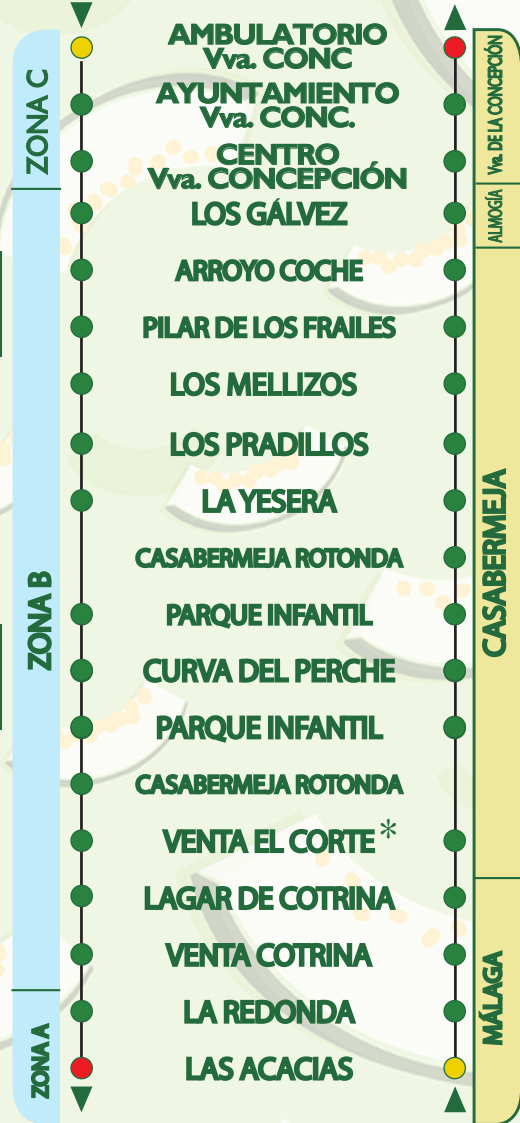 AMBULATORIO
Vva. CONC
AYUNTAMIENTO
Vva. CONC.
CENTRO
Vva. CONCEPCIÓN
LOS GÁLVEZ
ARROYO COCHE
PILAR DE LOS FRAILES
LOS MELLIZOS
LOS PRADILLOS
LA YESERA
CASABERMEJA ROTONDA
PARQUE INFANTIL
CURVA DEL PERCHE
PARQUE INFANTIL
CASABERMEJA ROTONDA
VENTA EL CORTE *
LAGAR DE COTRINA
VENTA COTRINA
LA REDONDA
LAS ACACIAS
ZONA C
ZONA B
ZONA A
Vva. DE LA CONCEPCIÓN
ALMOGÍA
CASABERMEJA
MÁLAGA